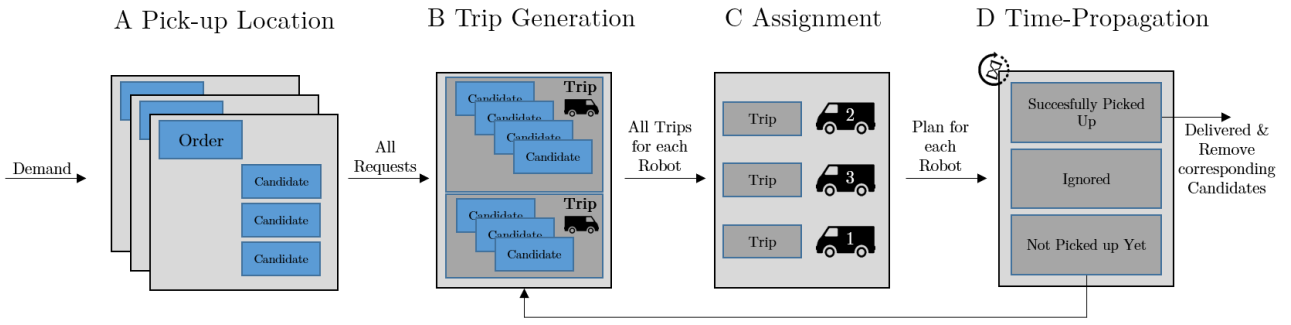 A Pick-up Location
B Trip Generation
C Assignment
D Time-Propagation
Demand
Order
Candidate
Candidate
Candidate
All
Requests
Trip
Candidate
Candidate
Candidate
Candidate
Trip
Candidate
Candidate
Candidate
All Trips
for each
Robot
Trip
2
Trip
3
Trip
1
Plan for
each
Robot
Succesfully Picked
Up
Ignored
Not Picked up Yet
Delivered &
Remove
corresponding
Candidates